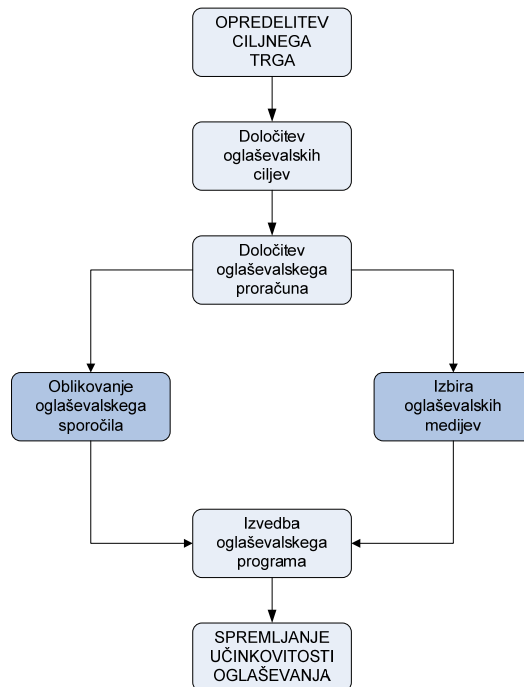 OPREDELITEV
CILJNEGA
TRGA
Določitev
oglaševalskih
ciljev
Določitev
oglaševalskega
proračuna
Oblikovanje
oglaševalskega
sporočila
Izbira
oglaševalskih
medijev
Izvedba
oglaševalskega
programa
SPREMLJANJE
UČINKOVITOSTI
OGLAŠEVANJA